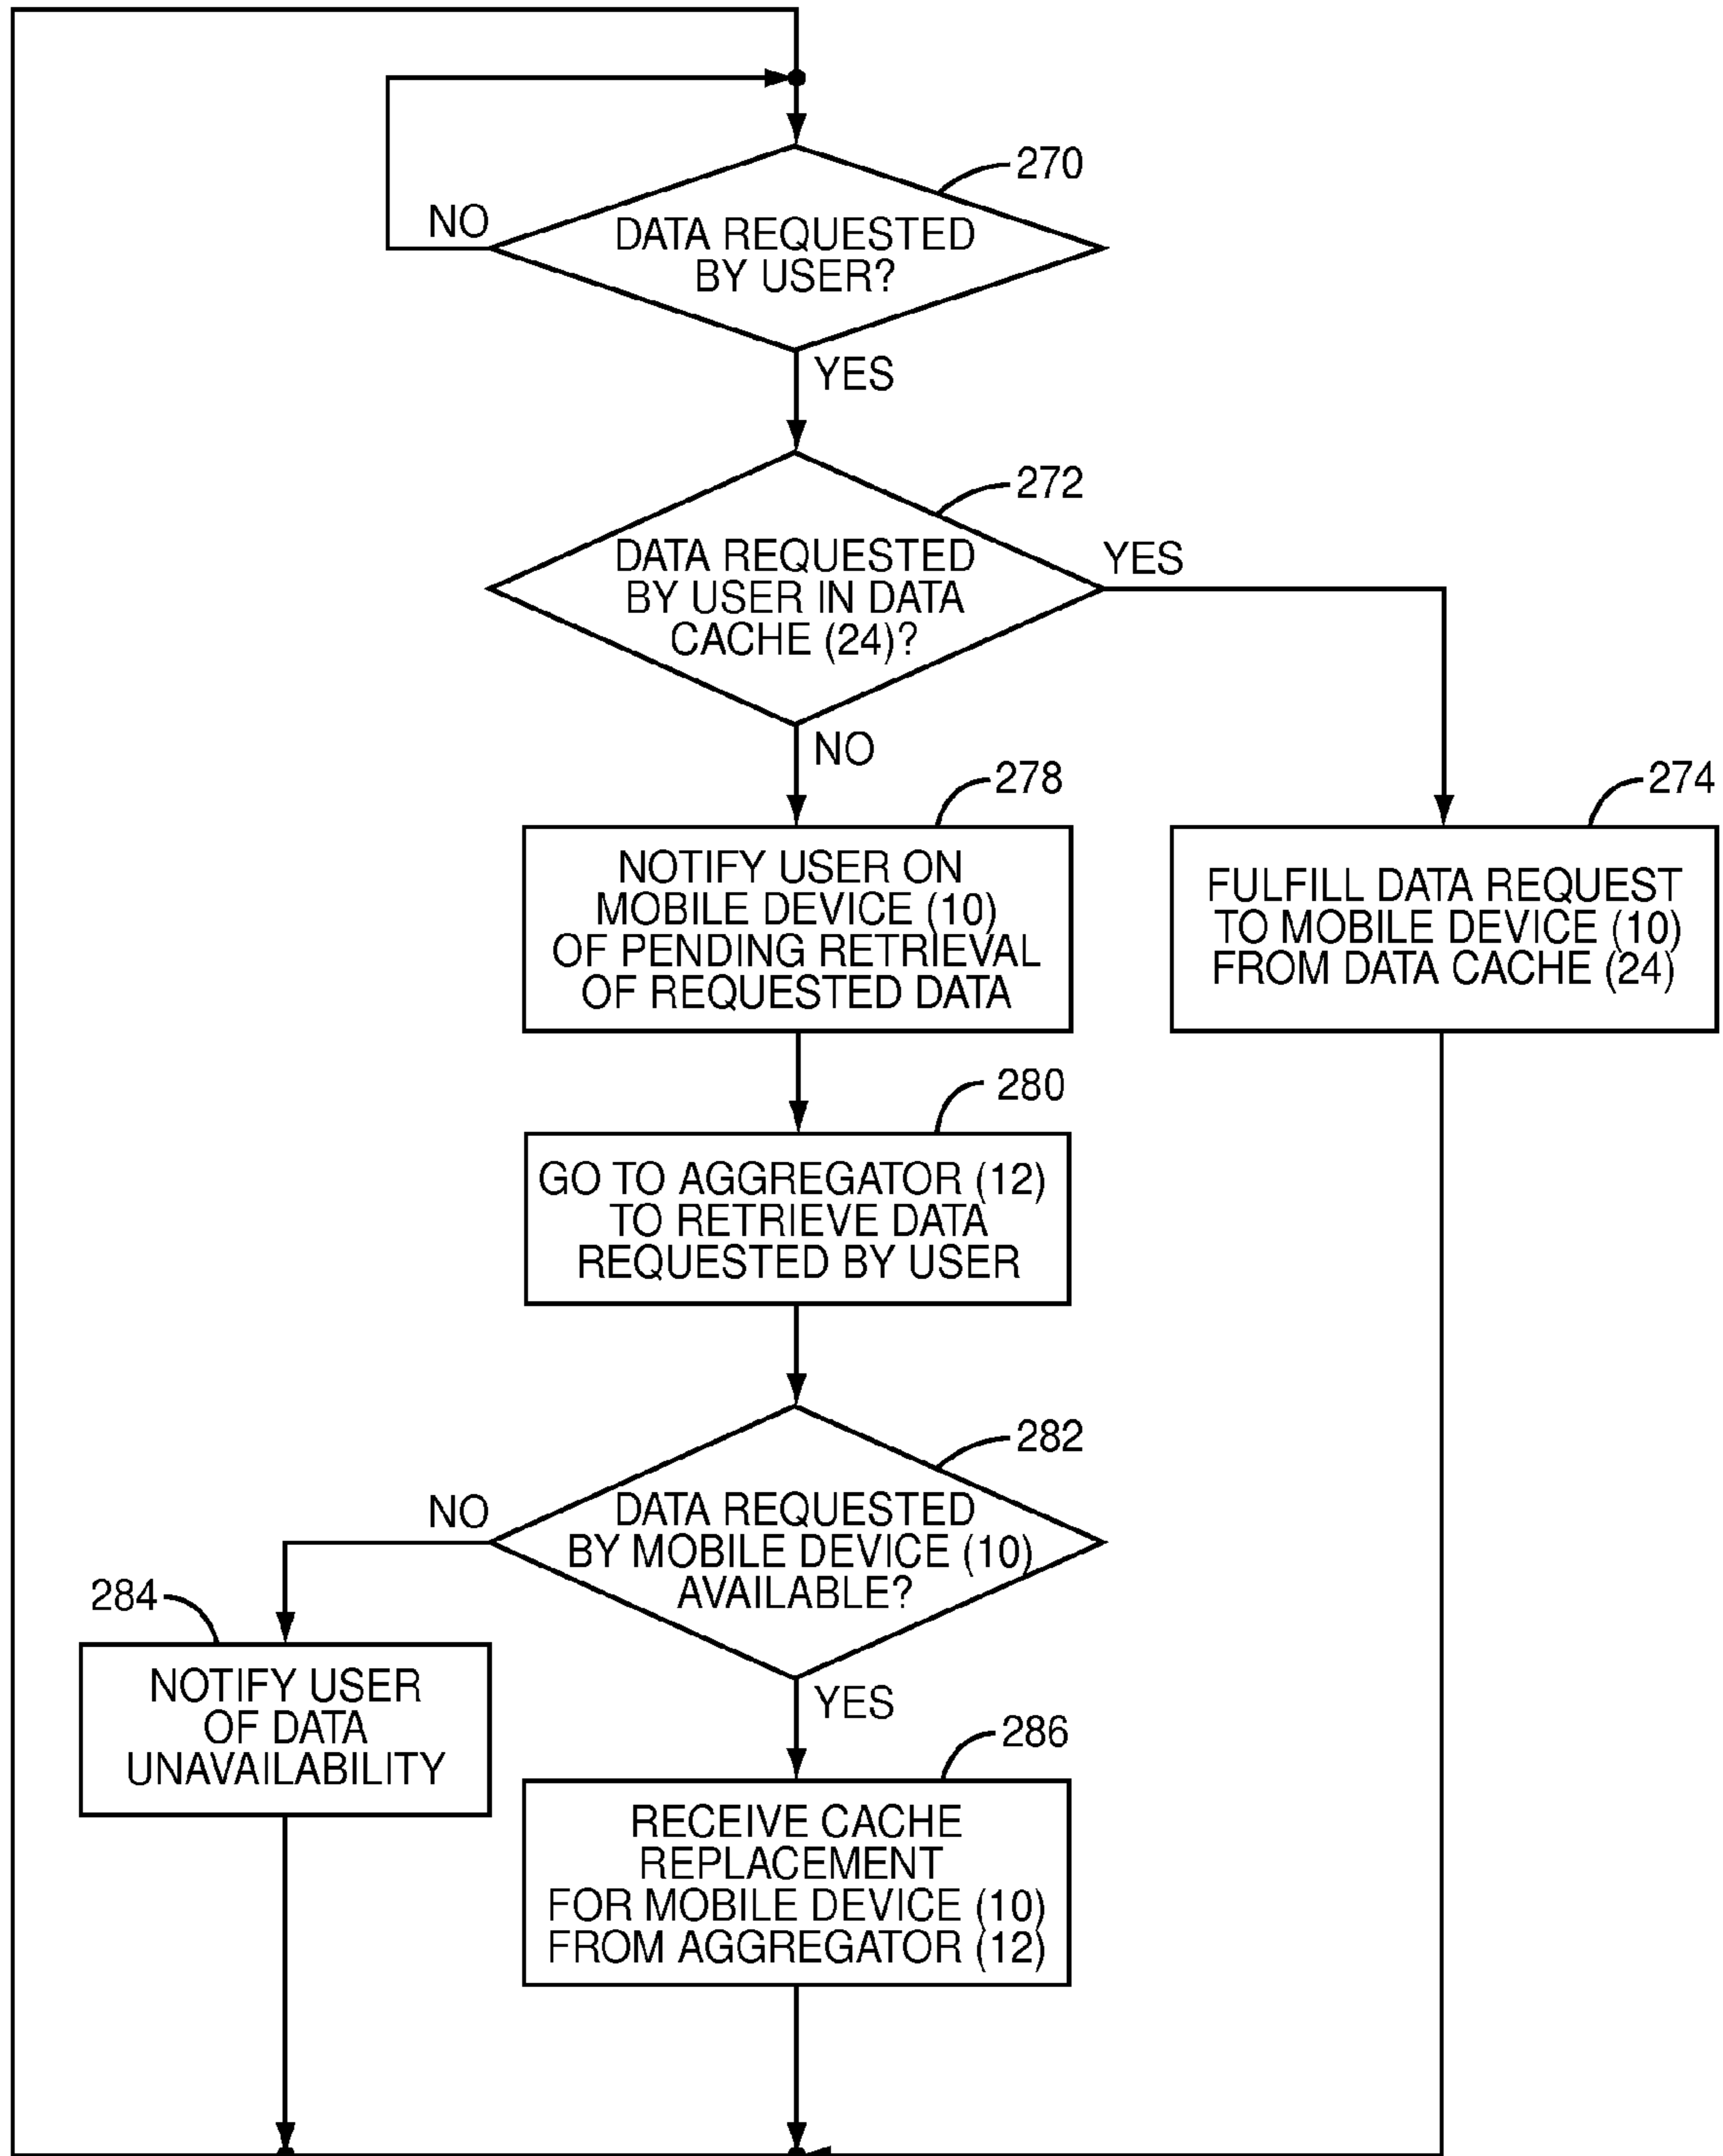 270
NO
DATA REQUESTED
BY USER?
YES
272
DATA REQUESTED
BY USER IN DATA
CACHE (24)?
YES
NO
278
NOTIFY USER ON
MOBILE DEVICE (10)
OF PENDING RETRIEVAL
OF REQUESTED DATA
274
FULFILL DATA REQUEST
TO MOBILE DEVICE (10)
FROM DATA CACHE (24)
280
GO TO AGGREGATOR (12)
TO RETRIEVE DATA
REQUESTED BY USER
282
NO
DATA REQUESTED
BY MOBILE DEVICE (10)
AVAILABLE?
284
NOTIFY USER
OF DATA
UNAVAILABILITY
YES
286
RECEIVE CACHE
REPLACEMENT
FOR MOBILE DEVICE (10)
FROM AGGREGATOR (12)